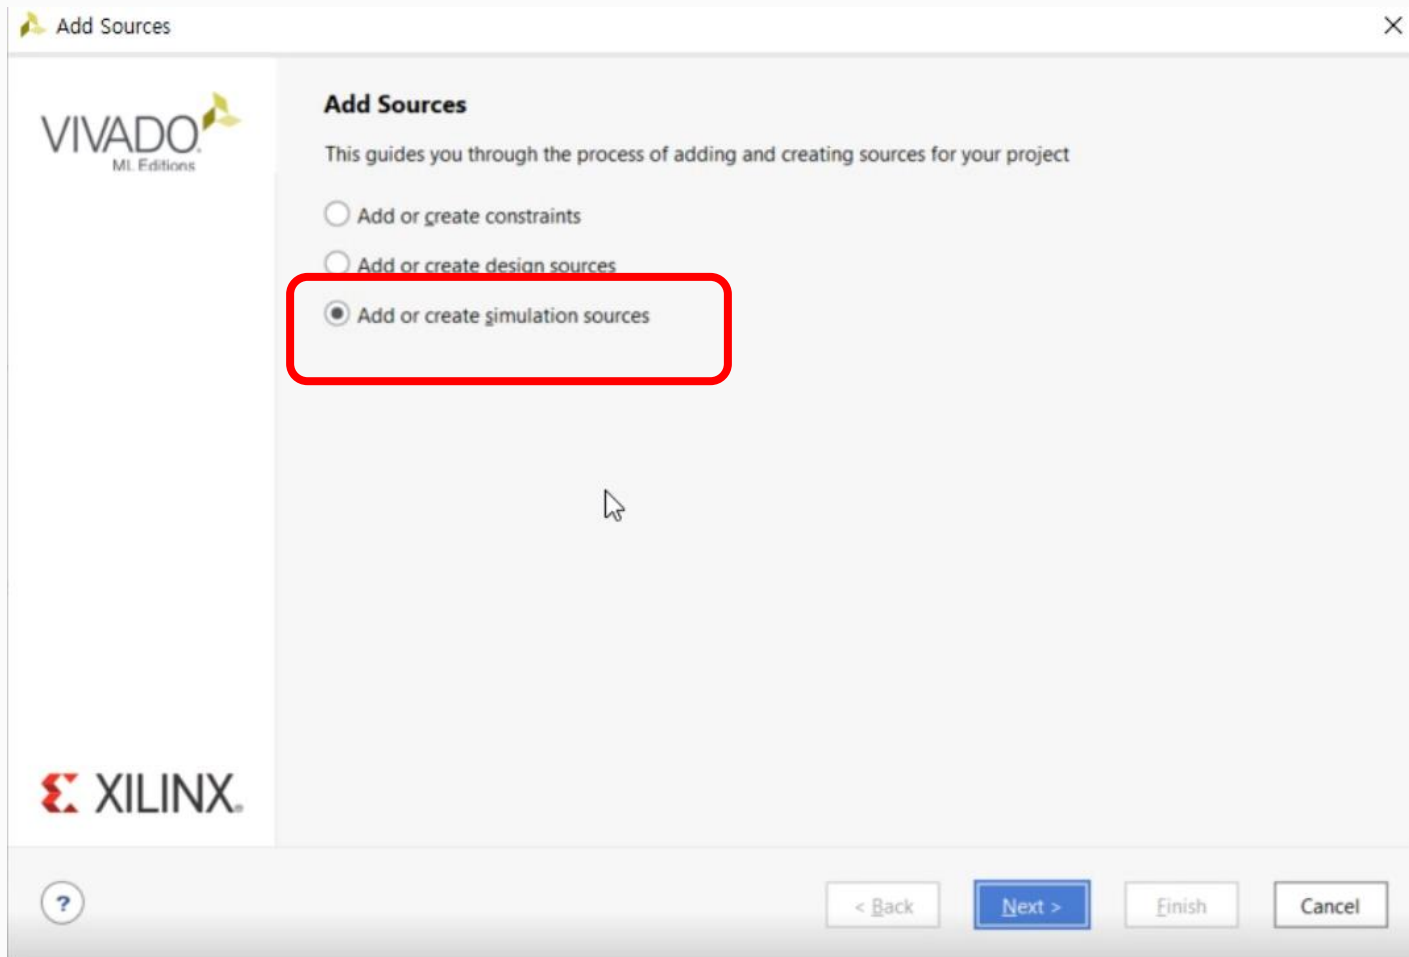 Add Sources
VIVADO.
ML Editions
Add Sources
This guides you through the process of adding and creating sources for your project
Add or create constraints
Add or create design sources
Add or create simulation sources
XILINX.
?
< Back
Next >
Finish
Cancel